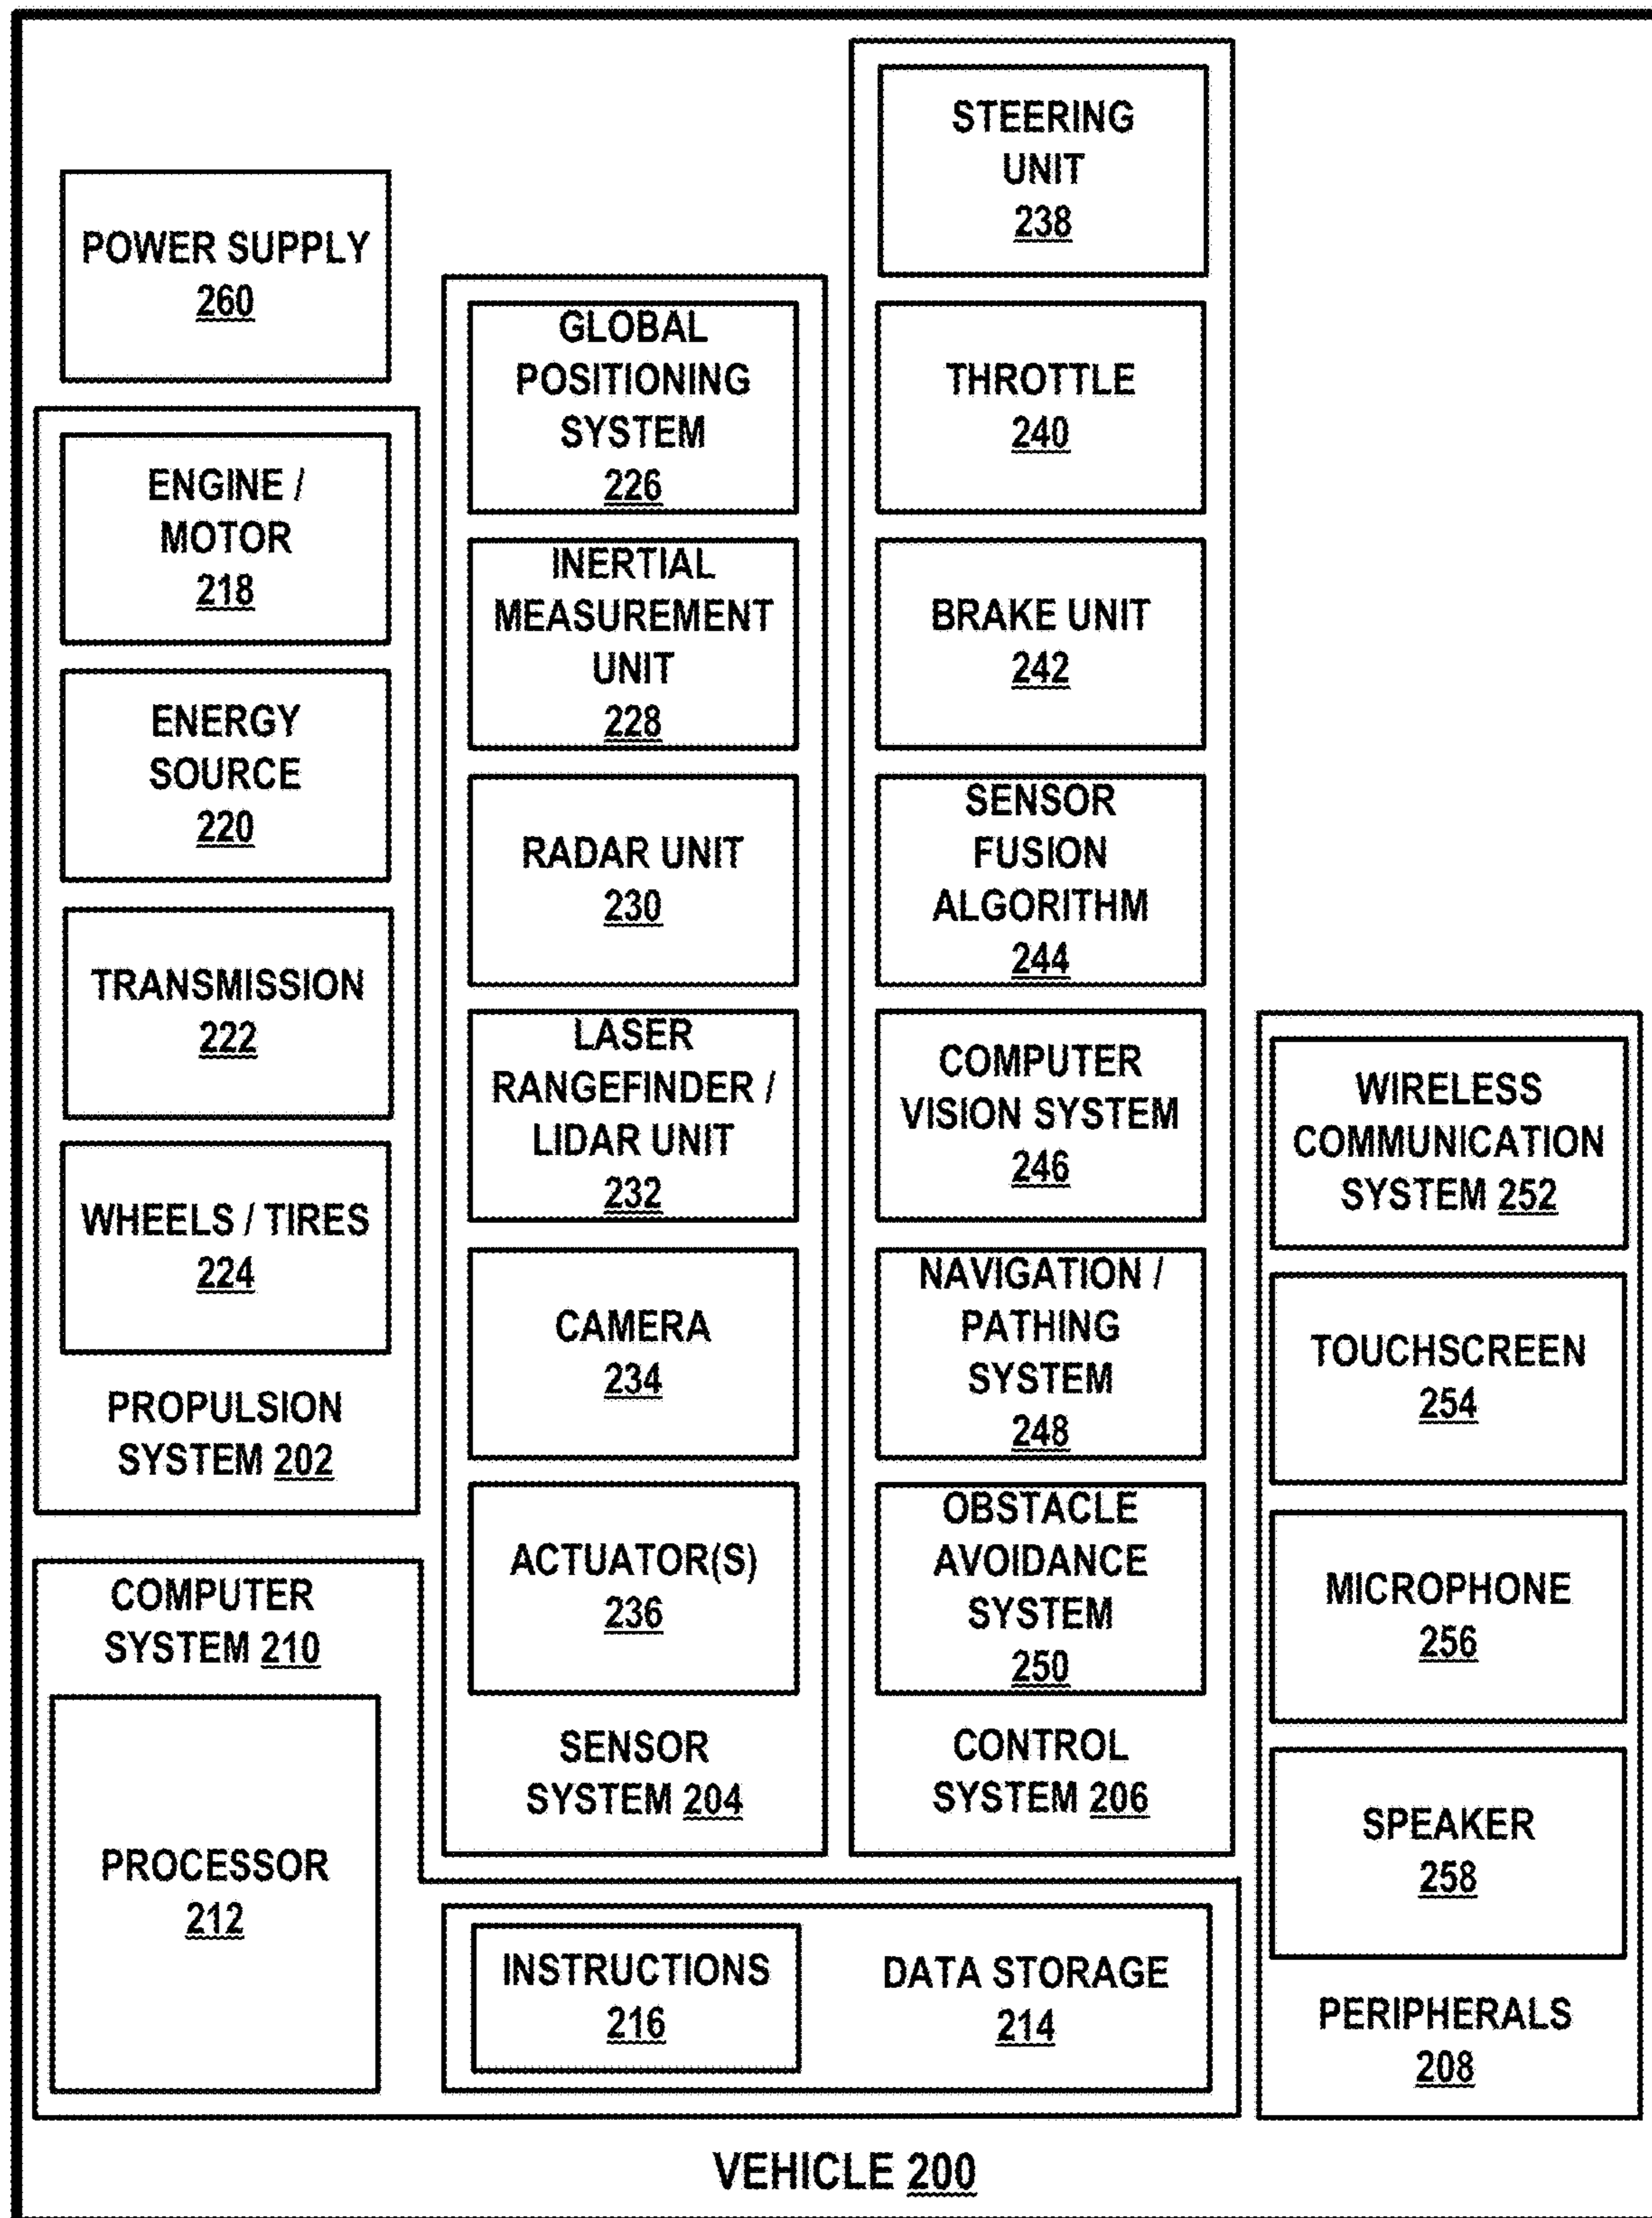 POWER SUPPLY
260
ENGINE /
MOTOR
218
ENERGY
SOURCE
220
TRANSMISSION
222
WHEELS / TIRES
224
PROPULSION
SYSTEM 202
COMPUTER
SYSTEM 210
PROCESSOR
212
GLOBAL
POSITIONING
SYSTEM
226
INERTIAL
MEASUREMENT
UNIT
228
RADAR UNIT
230
LASER
RANGEFINDER /
LIDAR UNIT
232
CAMERA
234
ACTUATOR(S)
236
SENSOR
SYSTEM 204
INSTRUCTIONS
216
DATA STORAGE
214
STEERING
UNIT
238
THROTTLE
240
BRAKE UNIT
242
SENSOR
FUSION
ALGORITHM
244
COMPUTER
VISION SYSTEM
246
NAVIGATION /
PATHING
SYSTEM
248
OBSTACLE
AVOIDANCE
SYSTEM
250
CONTROL
SYSTEM 206
WIRELESS
COMMUNICATION
SYSTEM 252
TOUCHSCREEN
254
MICROPHONE
256
SPEAKER
258
PERIPHERALS
208
VEHICLE 200